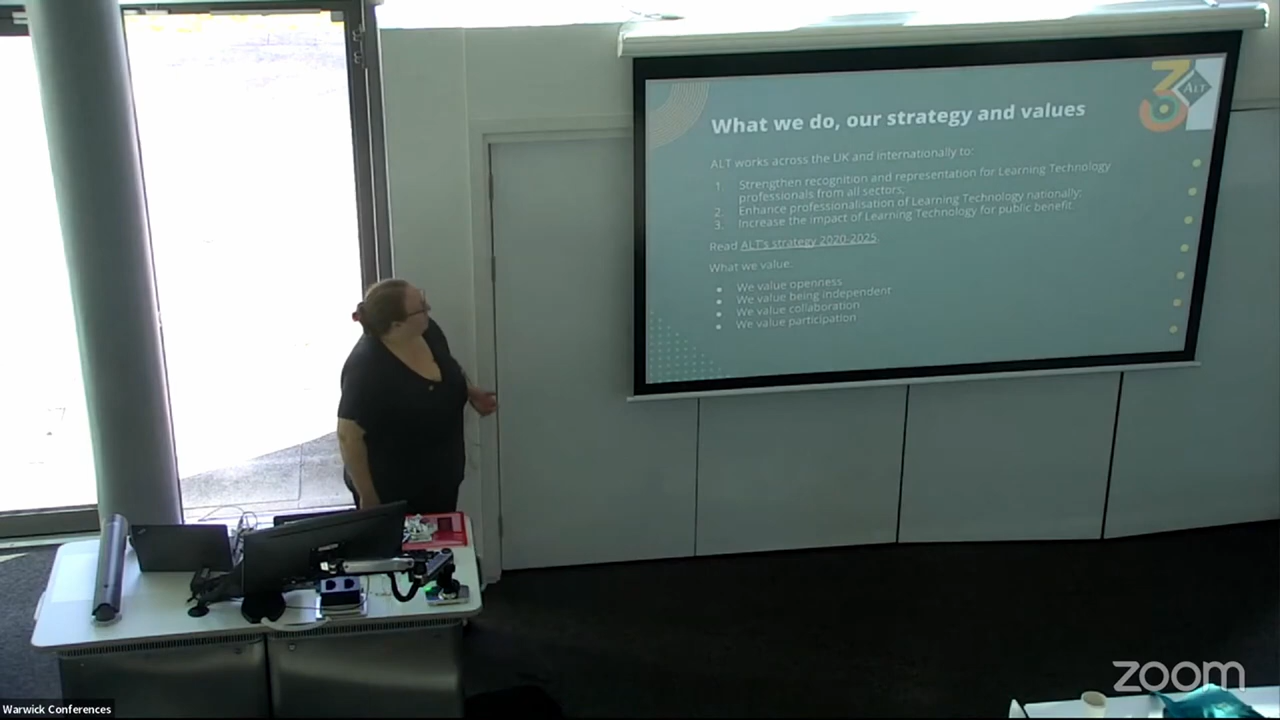 ALT
What we do, our strategy and values
ALT works across the UK and internationally to:
1. Strengthen recognition and representation for Learning Technology
professionals from all sectors;
2. Enhance professionalisation of Learning Technology nationally;
3. Increase the impact of Learning Technology for public benefit.
Read ALT's strategy 2020-2025.
What we value:
We value openness
We value being independent
We value collaboration
We value participation
zoom
Warwick Conferences